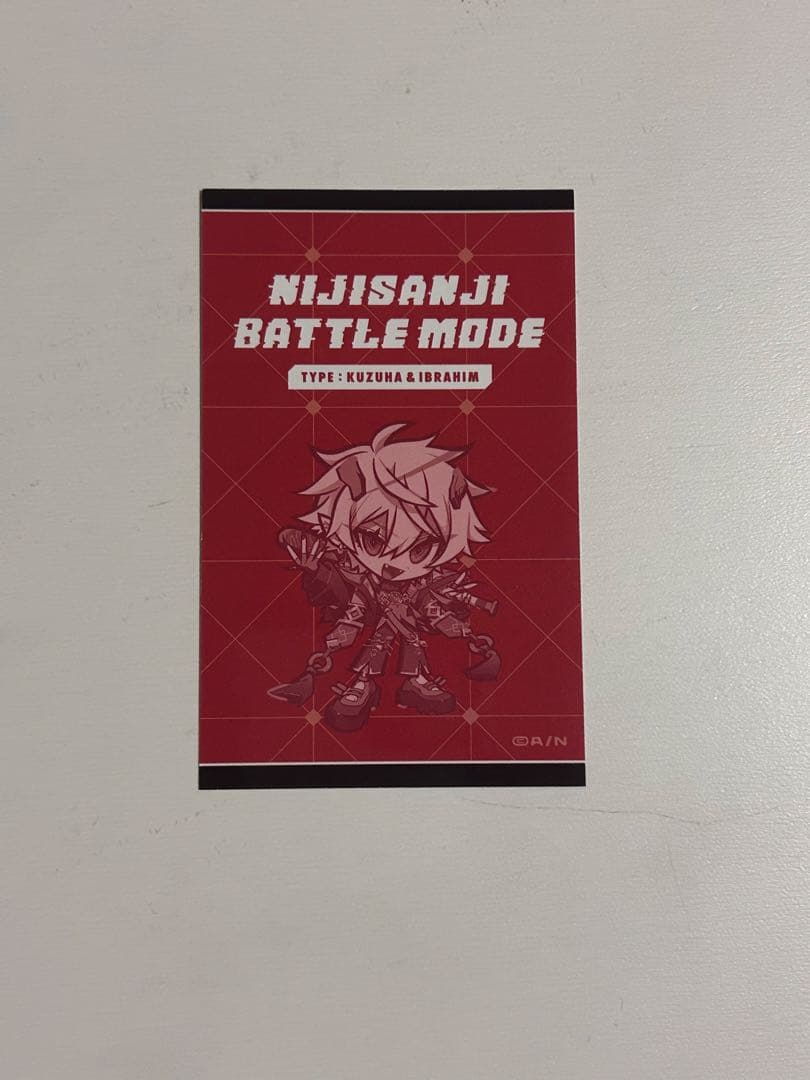 NIJISANJI
BATTLE MODE
TYPE : KUZUHA & IBRAHIM
©A/N